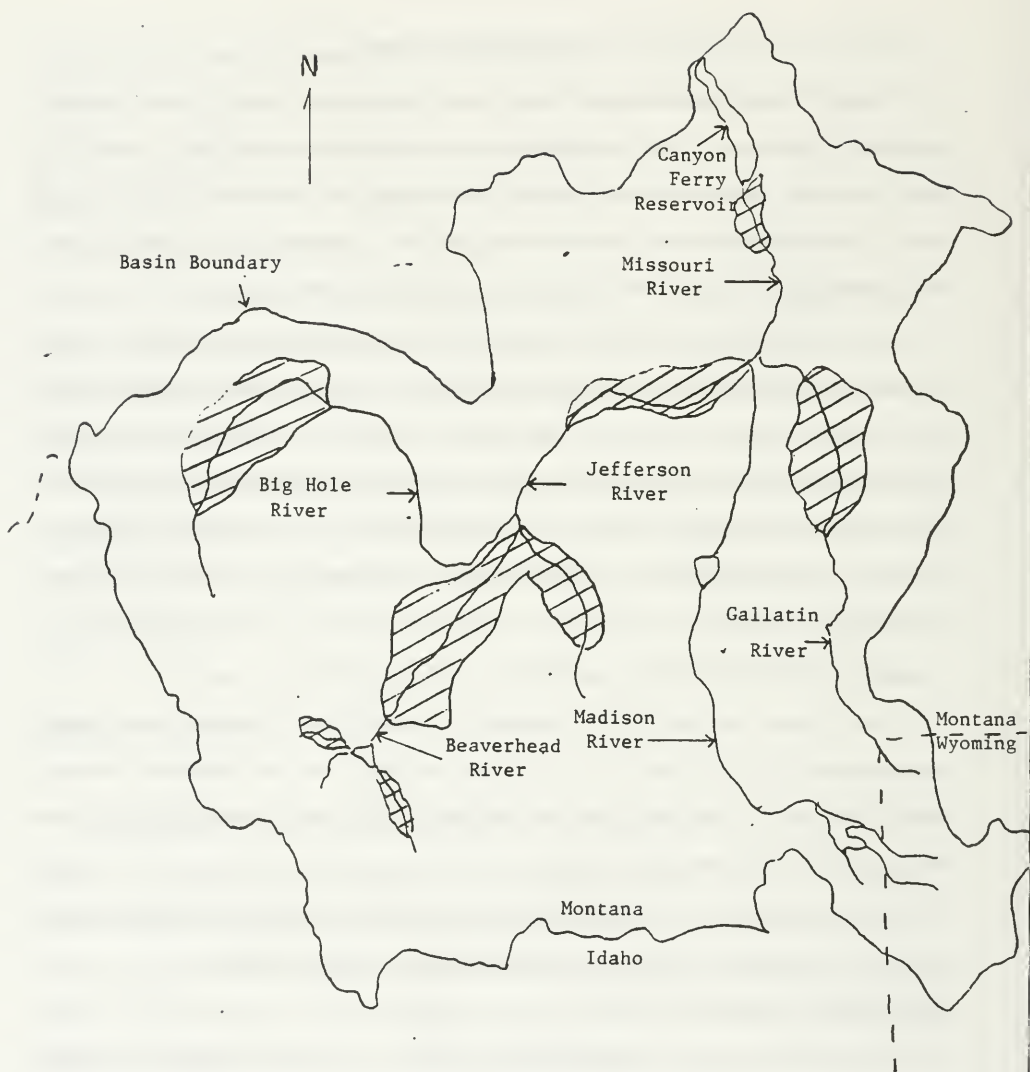 N
Canyon
Ferry
Reservoir
Basin Boundary
Missouri
River
Big Hole
River
Jefferson
River
Gallatin
River
Madison
River
Beaverhead
River
Montana
Wyoming
Montana
Idaho